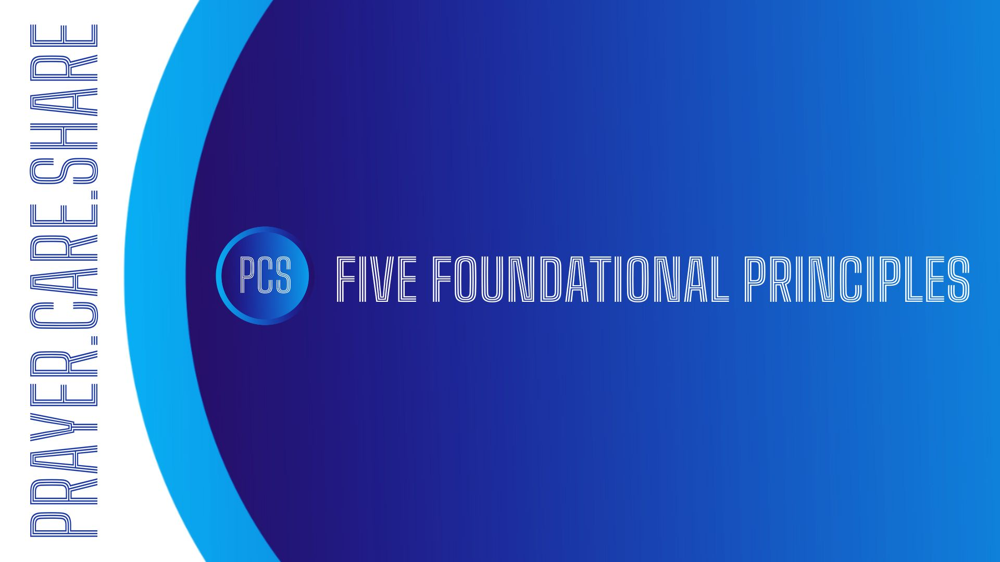 PRAYER.CARE.SHARE
PCS
FIVE FOUNDATIONAL PRINCIPLES